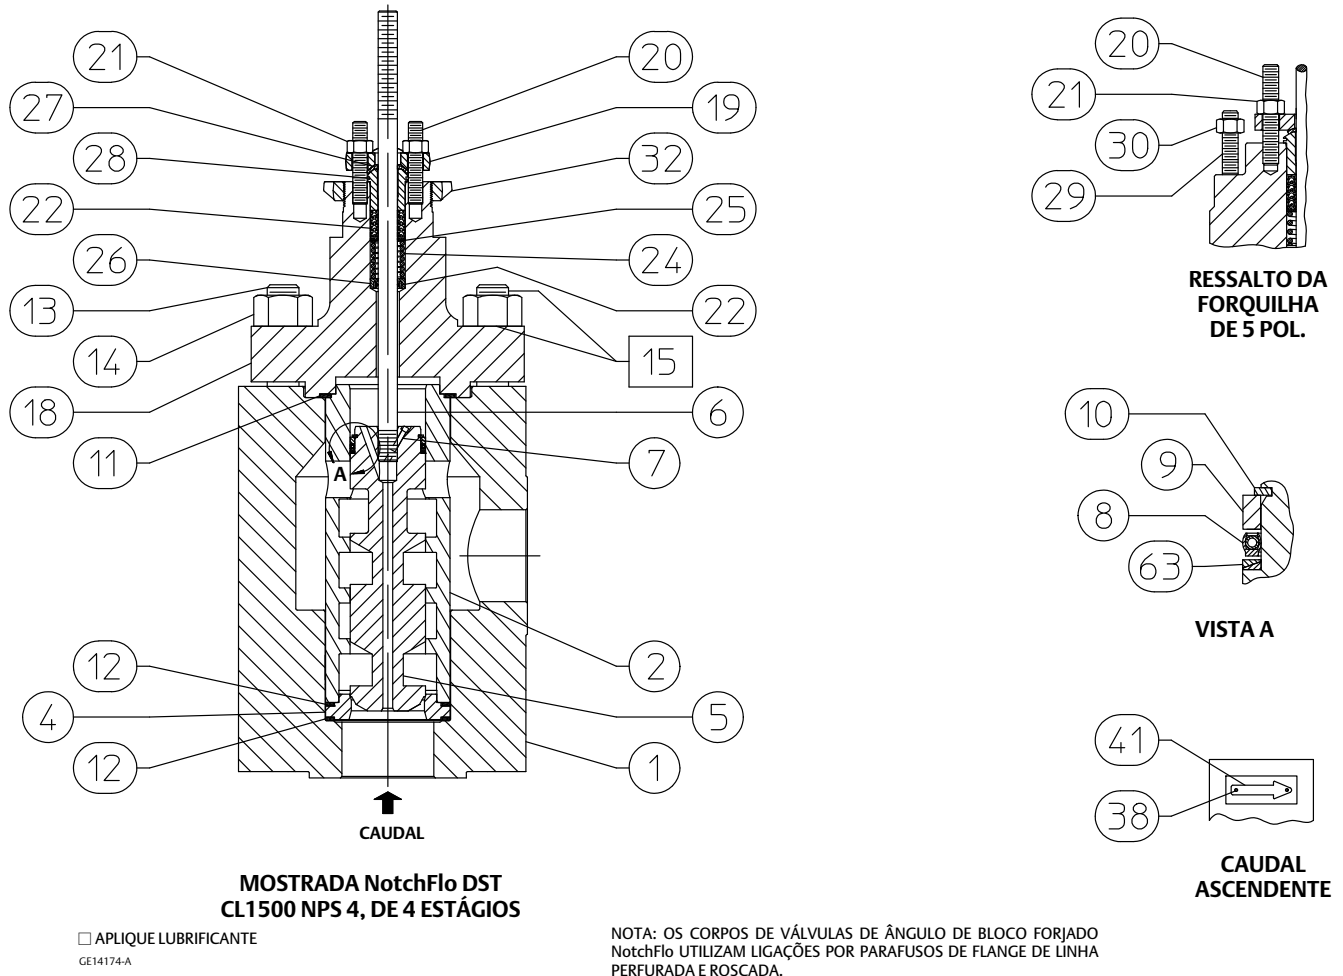 21
20
27
19
28
32
22
25
26
24
13
22
14
15
18
6
11
7
A
12
2
4
5
12
1
CAUDAL
MOSTRADA NotchFlo DST
CL1500 NPS 4, DE 4 ESTÁGIOS
□ APLIQUE LUBRIFICANTE
GE14174-A
20
21
30
29
RESSALTO DA
FORQUILHA
DE 5 POL.
10
9
8
63
VISTA A
41
38
CAUDAL
ASCENDENTE
NOTA: OS CORPOS DE VÁLVULAS DE ÂNGULO DE BLOCO FORJADO
NotchFlo UTILIZAM LIGAÇÕES POR PARAFUSOS DE FLANGE DE LINHA
PERFURADA E ROSCADA.